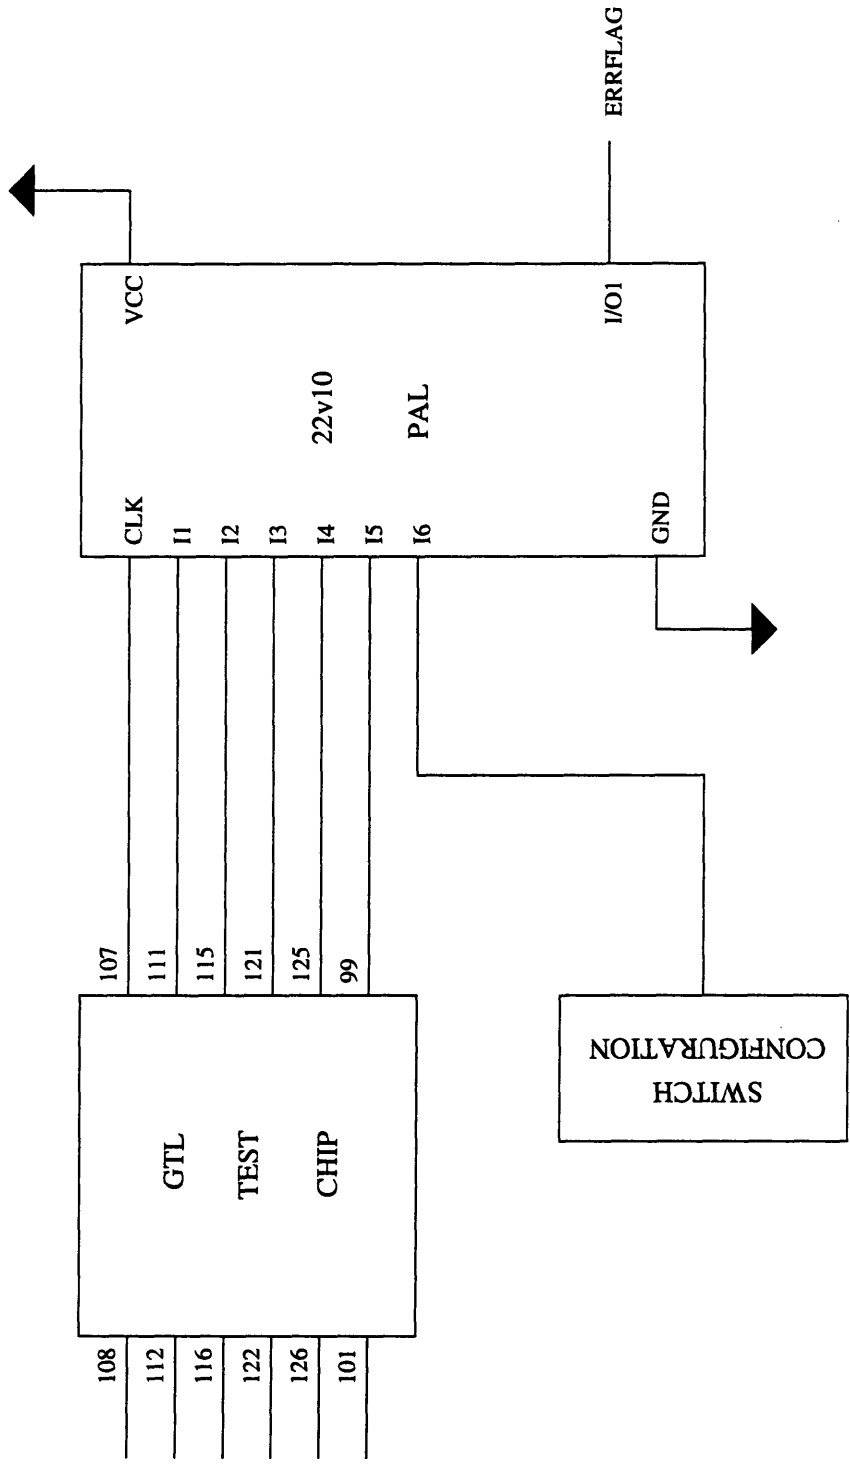 108
112
116
122
126
101
GTL
TEST
CHIP
107
111
115
121
125
99
SWITCH
CONFIGURATION
CLK
I1
I2
I3
I4
I5
I6
GND
22v10
PAL
VCC
I/O1
ERRFLAG